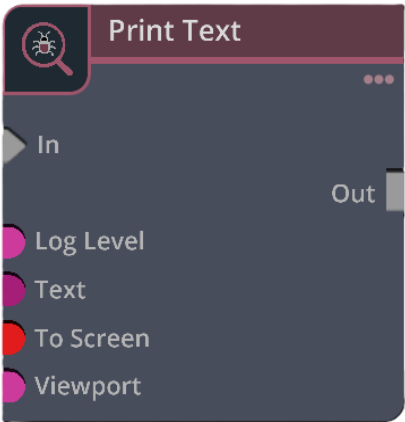 Print Text
In
Out
Log Level
Text
To Screen
Viewport